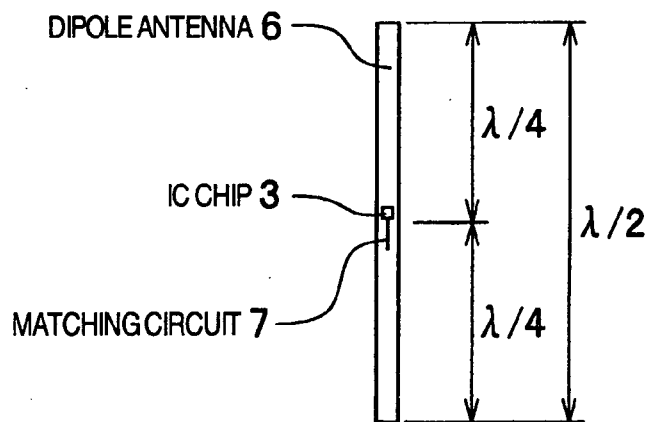 DIPOLE ANTENNA 6
λ/4
IC CHIP 3
λ/2
MATCHING CIRCUIT 7
λ/4